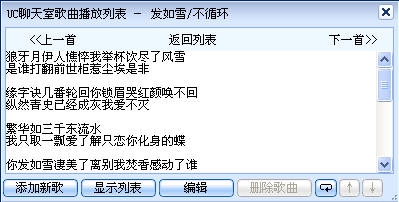 UC聊天室歌曲播放列表 - 发如雪/不循环
<<上一首 返回列表 下一首>>
狼牙月伊人憔悴我举杯饮尽了风雪
是谁打翻前世柜惹尘埃是非
缘字诀几番轮回你锁眉哭红颜唤不回
纵然青史已经成灰我爱不灭
繁华如三千东流水
我只取一瓢爱了解只恋你化身的蝶
你发如雪凄美了离别我焚香感动了谁
添加新歌 显示列表 编辑 删除歌曲